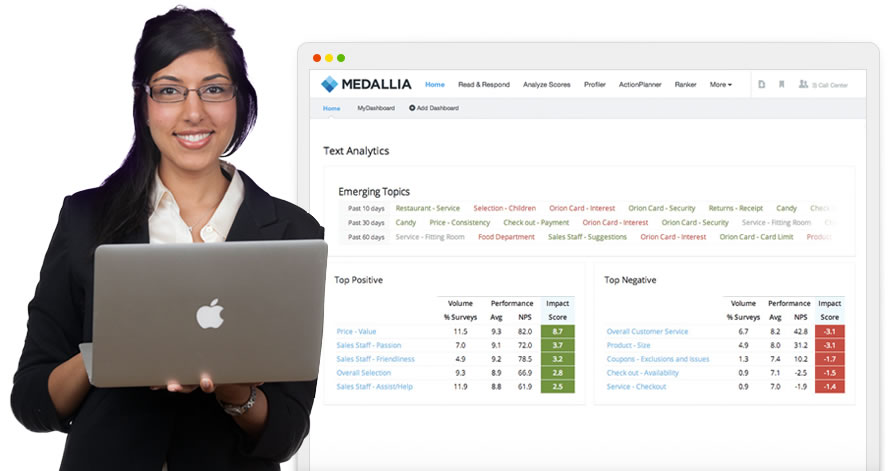 MEDALLIA Home Read & Respond Analyze Scores Profiler ActionPlanner Ranker More Call Center
Home MyDashboard Add Dashboard
Text Analytics
Emerging Topics
Past 10 days Restaurant - Service Selection - Children Orion Card - Interest Orion Card - Security Returns - Receipt Candy Check
Past 30 days Candy Price - Consistency Check out - Payment Orion Card - Interest Orion Card - Security Service - Fitting Room
Past 60 days Service - Fitting Room Food Department Sales Staff - Suggestions Orion Card - Interest Orion Card - Card Limit Product
Top Positive
Volume Performance Impact
% Surveys Avg NPS Score
Price - Value 11.5 9.3 82.0 8.7
Sales Staff - Passion 7.0 9.1 72.0 3.7
Sales Staff - Friendliness 4.9 9.2 78.5 3.2
Overall Selection 9.3 8.9 66.9 2.8
Sales Staff - Assist/Help 11.9 8.8 61.9 2.5
Top Negative
Volume Performance Impact
% Surveys Avg NPS Score
Overall Customer Service 6.7 8.2 42.8 -3.1
Product - Size 4.9 8.0 31.2 -3.1
Coupons - Exclusions and Issues 1.3 7.4 10.2 -1.7
Check out - Availability 0.9 7.1 -2.5 -1.5
Service - Checkout 0.9 7.0 -1.9 -1.4